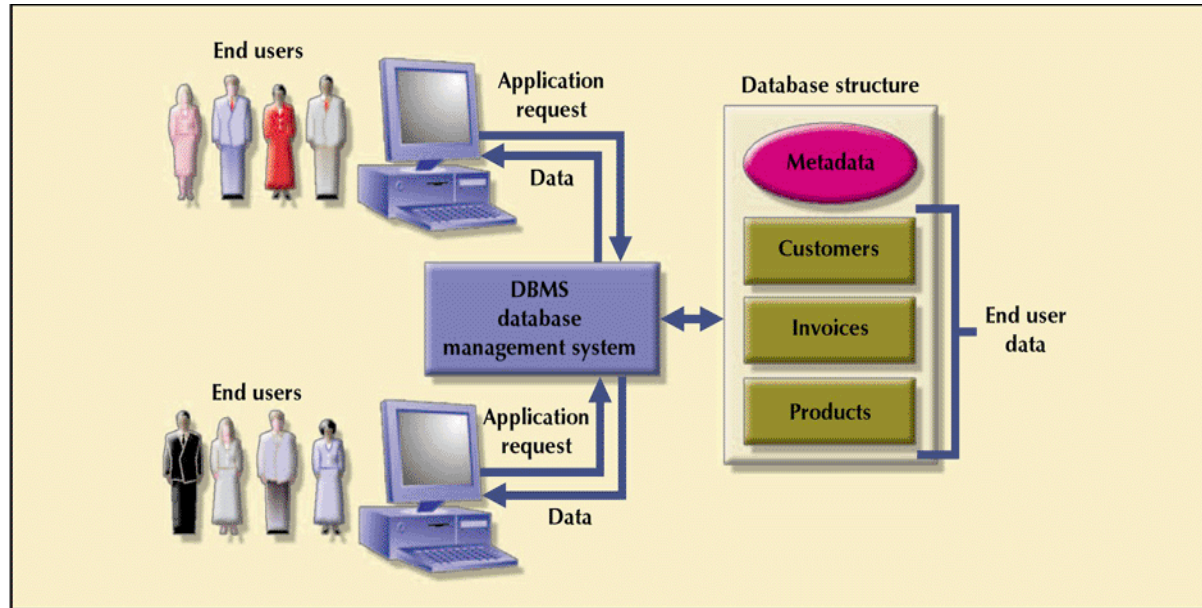 End users
Application
request
Data
Database structure
Metadata
Customers
Invoices
Products
End user
data
DBMS
database
management system
End users
Application
request
Data